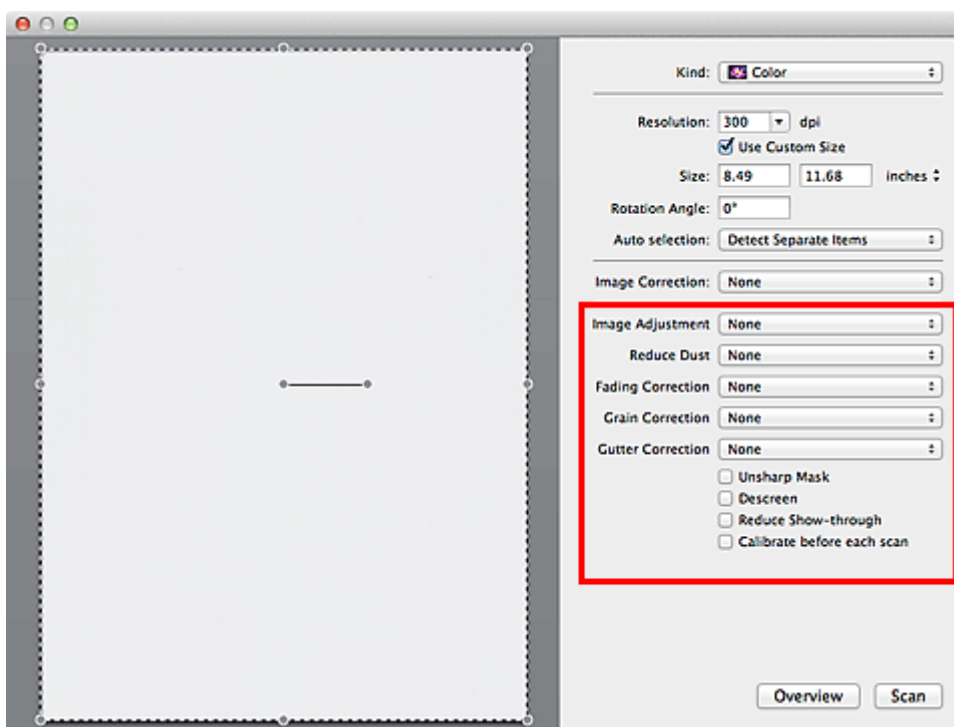 Kind: Color
Resolution: 300 dpi
Use Custom Size
Size: 8.49 11.68 inches
Rotation Angle: 0°
Auto selection: Detect Separate Items
Image Correction: None
Image Adjustment None
Reduce Dust None
Fading Correction None
Grain Correction None
Gutter Correction None
Unsharp Mask
Descreen
Reduce Show-through
Calibrate before each scan
Overview Scan